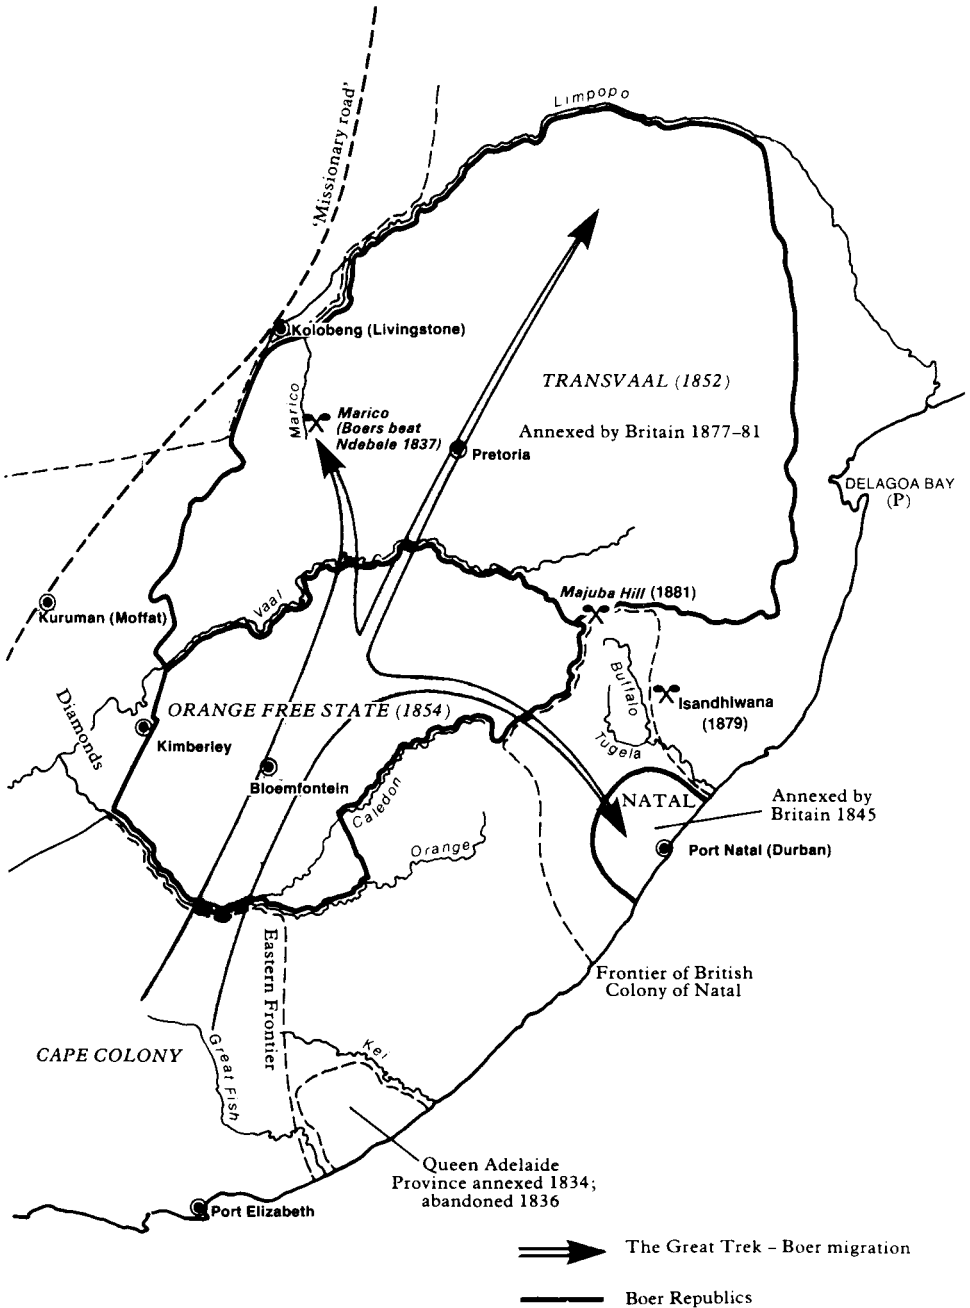 Limpopo
'Missionary road'
Kolobeng (Livingstone)
TRANSVAAL (1852)
Marico
Marico
(Boers beat
Ndebele 1837)
Annexed by Britain 1877–81
Pretoria
DELAGOA BAY
(P)
Majuba Hill (1881)
Vaal
Kuruman (Moffat)
Buffalo
Isandhlwana
(1879)
Diamonds
ORANGE FREE STATE (1854)
Kimberley
Tugela
Bloemfontein
Caledon
NATAL
Annexed by
Britain 1845
Orange
Port Natal (Durban)
Eastern Frontier
Frontier of British
Colony of Natal
CAPE COLONY
Great Fish
Kei
Queen Adelaide
Province annexed 1834;
abandoned 1836
Port Elizabeth
The Great Trek – Boer migration
Boer Republics